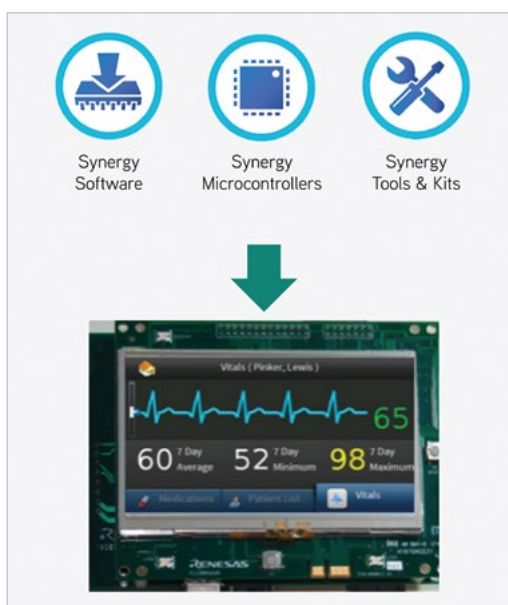 Synergy
Software
Synergy
Microcontrollers
Synergy
Tools & Kits
Vitals ( Pinker, Lewis )
65
60 7 Day Average
52 7 Day Minimum
98 7 Day Maximum
Medications
Patient List
Vitals
RENESAS